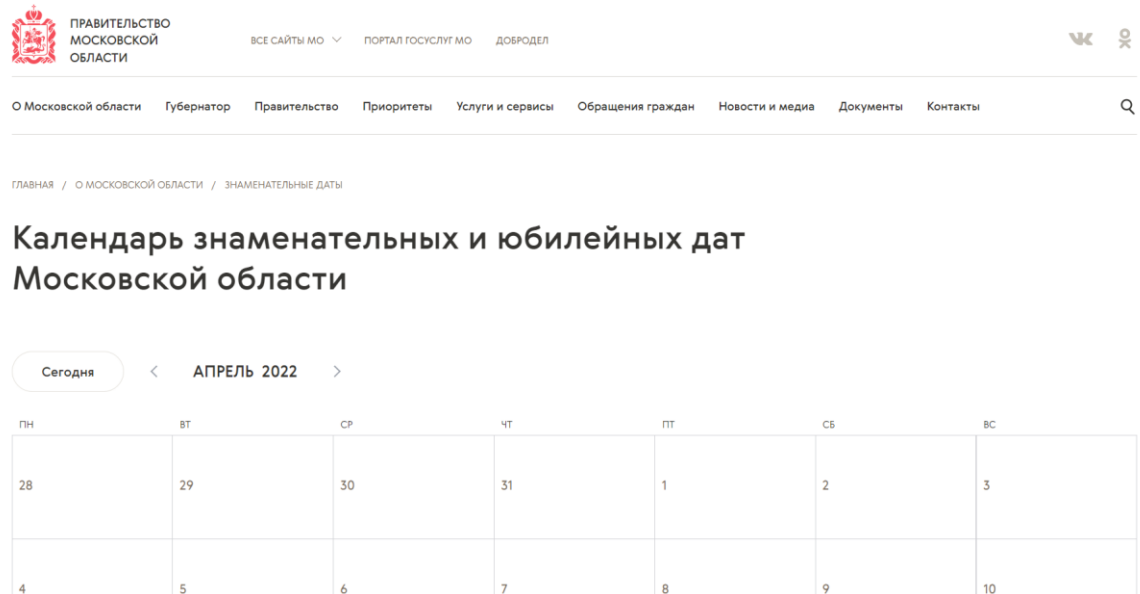 ПРАВИТЕЛЬСТВО
МОСКОВСКОЙ
ОБЛАСТИ
ВСЕ САЙТЫ МО ПОРТАЛ ГОСУСЛУГ МО ДОБРОДЕЛ
О Московской области Губернатор Правительство Приоритеты Услуги и сервисы Обращения граждан Новости и медиа Документы Контакты
ГЛАВНАЯ / О МОСКОВСКОЙ ОБЛАСТИ / ЗНАМЕНАТЕЛЬНЫЕ ДАТЫ
Календарь знаменательных и юбилейных дат
Московской области
Сегодня < АПРЕЛЬ 2022 >
ПН ВТ СР ЧТ ПТ СБ ВС
28 29 30 31 1 2 3
4 5 6 7 8 9 10